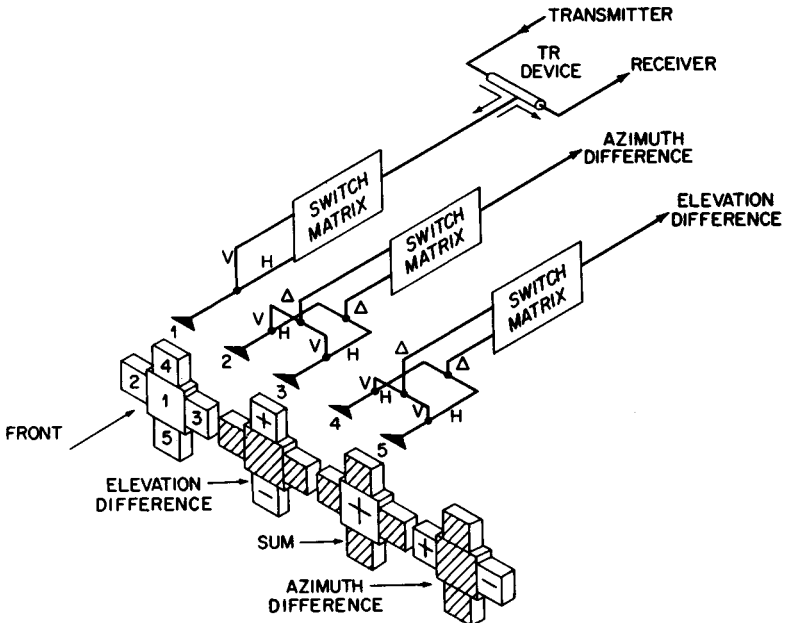 TRANSMITTER
TR
DEVICE
RECEIVER
AZIMUTH
DIFFERENCE
ELEVATION
DIFFERENCE
SWITCH
MATRIX
V
H
1
SWITCH
MATRIX
Δ
V
H
Δ
2
V
H
3
SWITCH
MATRIX
Δ
V
H
Δ
4
V
H
5
2
4
1
3
5
FRONT
+
−
ELEVATION
DIFFERENCE
+
SUM
+
−
AZIMUTH
DIFFERENCE